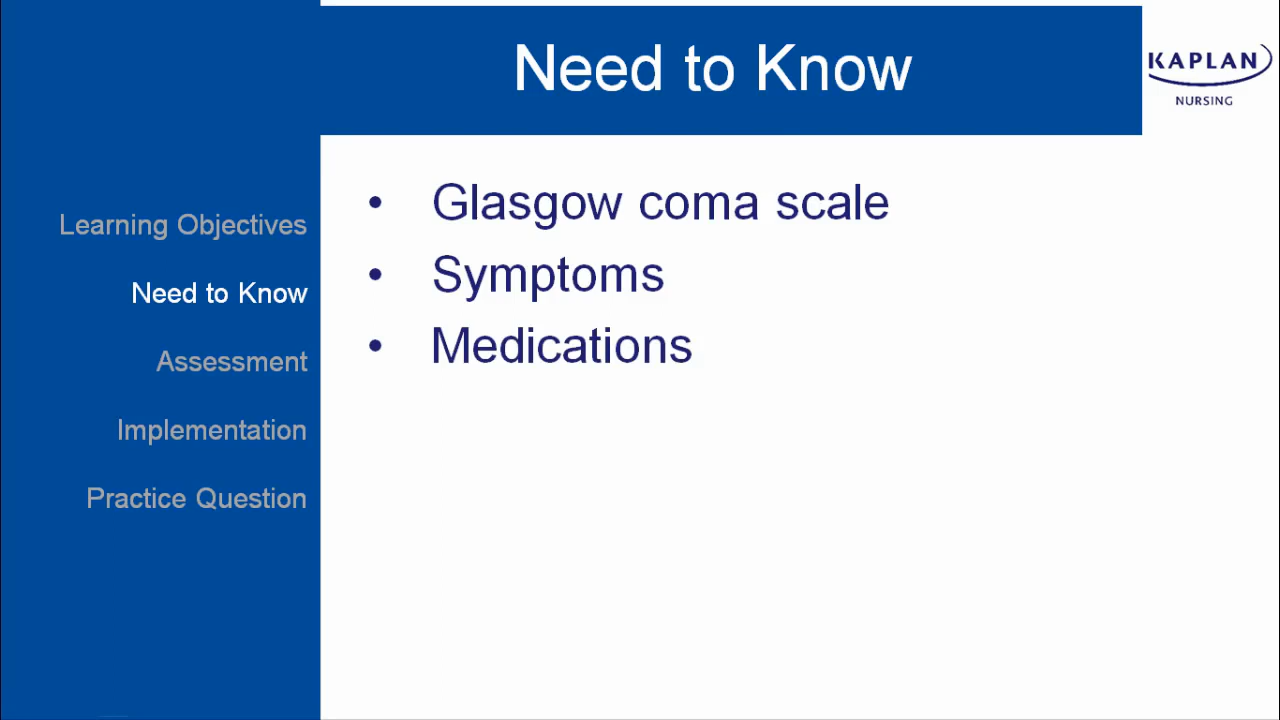 Need to Know
KAPLAN
NURSING
Learning Objectives
Need to Know
Assessment
Implementation
Practice Question
• Glasgow coma scale
• Symptoms
• Medications